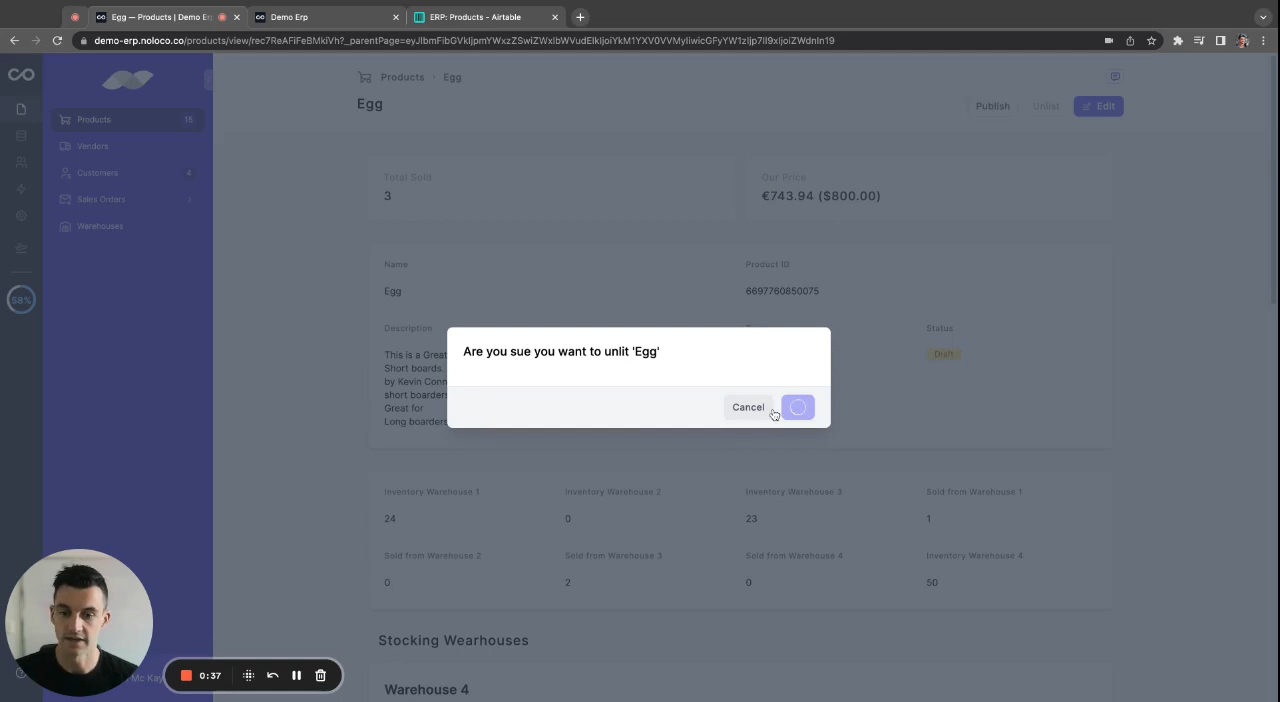 Egg — Products | Demo Er
Demo Erp
ERP: Products - Airtable
demo-erp.noloco.co/products/view/rec7ReAFiFeBMkiVh?_parentPage=eyJlbmFibGVkIjpmYWxzZSwiZWxlbWVudElkIjoiYkM1YXV0VVMyIiwicGFyYW1zIjp7Il9xIjoiZWdnIn19
Products
15
Vendors
Customers
4
Sales Orders
Warehouses
58%
Products
Egg
Egg
Publish
Unlist
Edit
Total Sold
3
Our Price
€743.94 ($800.00)
Name
Egg
Product ID
6697760850075
Description
This is a Great
Short boards.
by Kevin Conn
short boarders
Great for
Long boarders
Status
Draft
Are you sue you want to unlit 'Egg'
Cancel
Inventory Warehouse 1
24
Inventory Warehouse 2
0
Inventory Warehouse 3
23
Sold from Warehouse 1
1
Sold from Warehouse 2
0
Sold from Warehouse 3
2
Sold from Warehouse 4
0
Inventory Warehouse 4
50
Stocking Wearhouses
Warehouse 4
Mc Kay
0:37